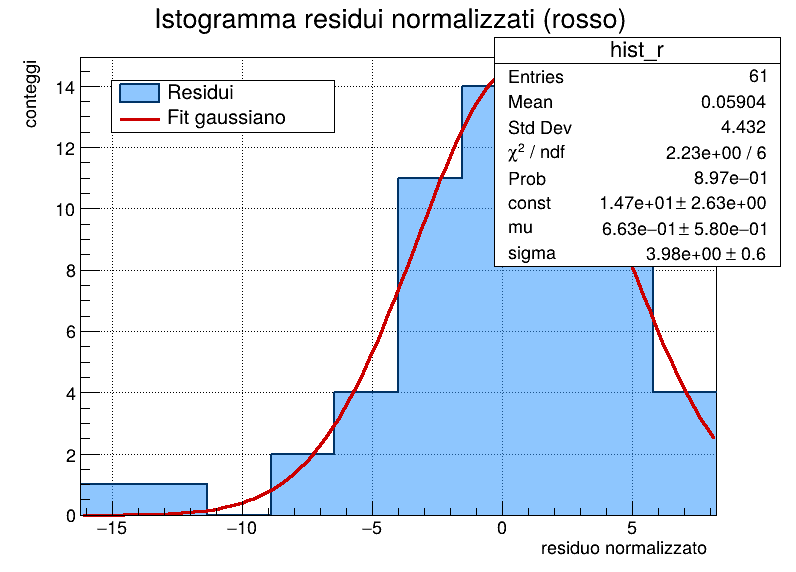 Istogramma residui normalizzati (rosso)
hist_r
Entries 61
Mean 0.05904
Std Dev 4.432
χ² / ndf 2.23e+00 / 6
Prob 8.97e−01
const 1.47e+01± 2.63e+00
mu 6.63e−01± 5.80e−01
sigma 3.98e+00 ± 0.6
Residui
Fit gaussiano
conteggi
14
12
10
8
6
4
2
0
−15 −10 −5 0 5
residuo normalizzato